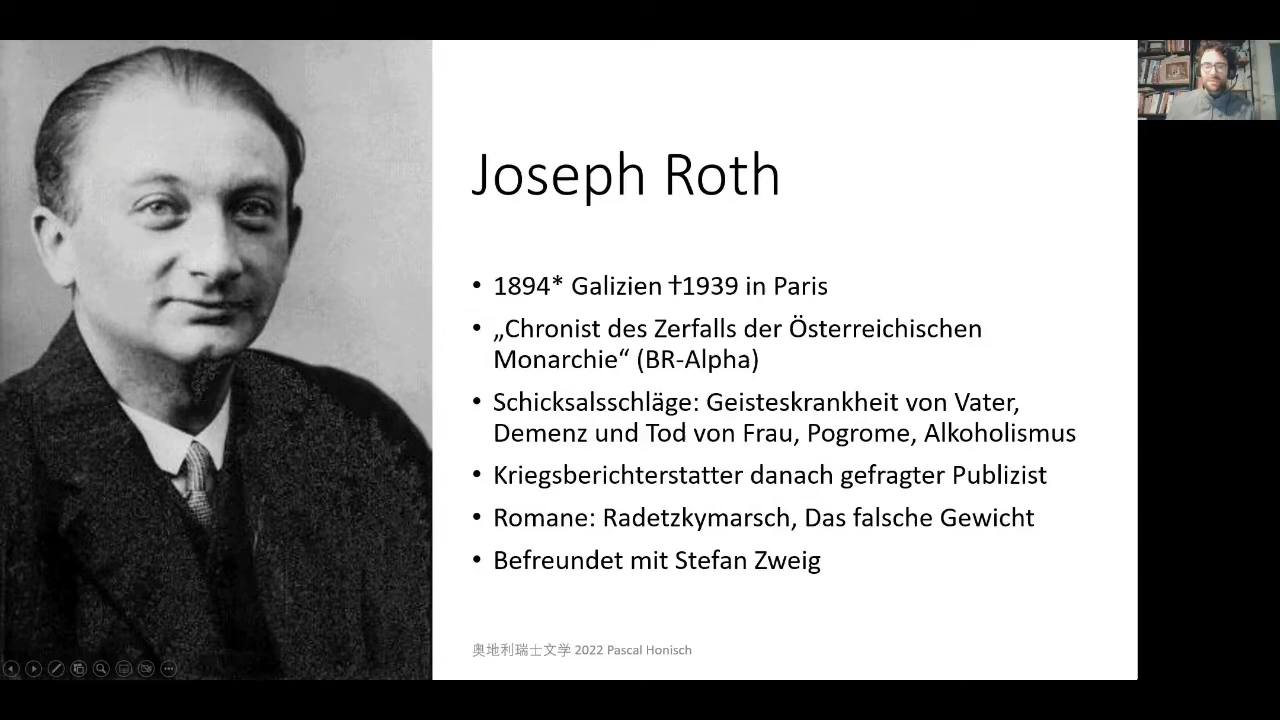 Joseph Roth
• 1894* Galizien †1939 in Paris
• „Chronist des Zerfalls der Österreichischen
Monarchie“ (BR-Alpha)
• Schicksalsschläge: Geisteskrankheit von Vater,
Demenz und Tod von Frau, Pogrome, Alkoholismus
• Kriegsberichterstatter danach gefragter Publizist
• Romane: Radetzkymarsch, Das falsche Gewicht
• Befreundet mit Stefan Zweig
奥地利瑞士文学 2022 Pascal Honisch